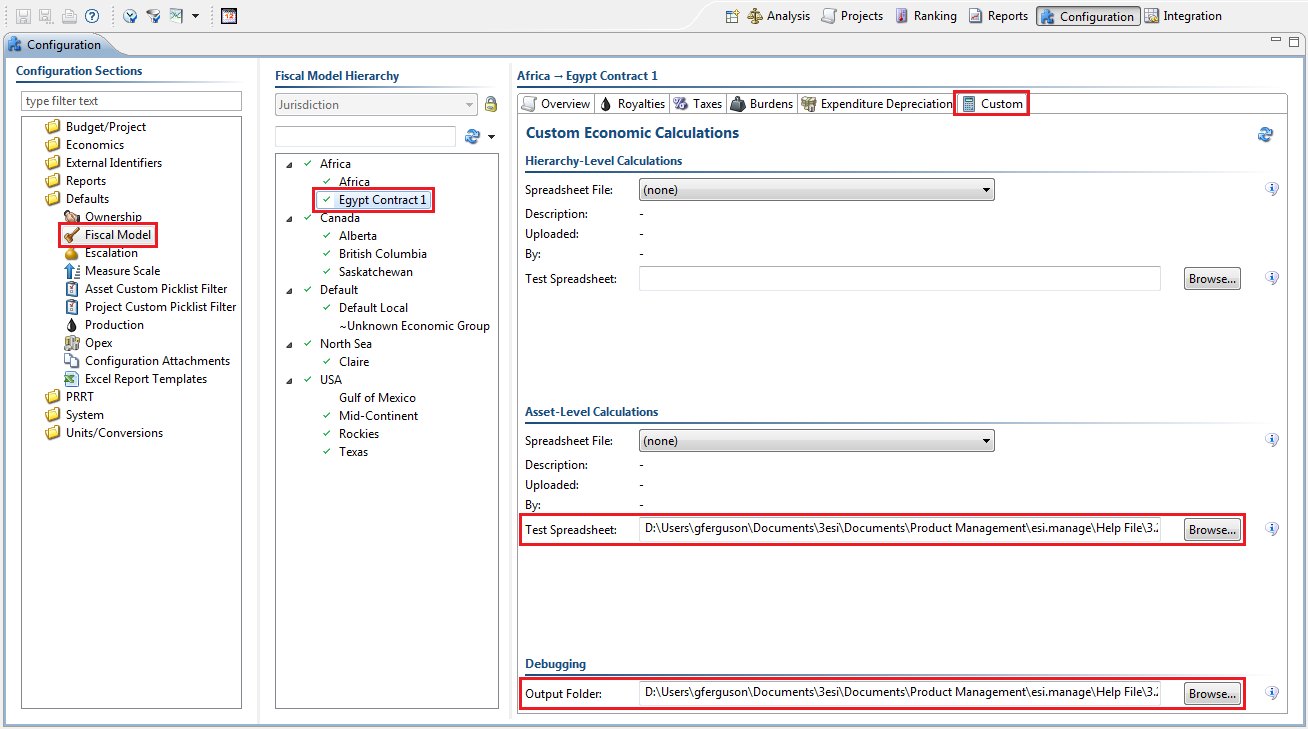 12
Analysis
Projects
Ranking
Reports
Configuration
Integration
Configuration
Configuration Sections
type filter text
Budget/Project
Economics
External Identifiers
Reports
Defaults
Ownership
Fiscal Model
Escalation
Measure Scale
Asset Custom Picklist Filter
Project Custom Picklist Filter
Production
Opex
Configuration Attachments
Excel Report Templates
PRRT
System
Units/Conversions
Fiscal Model Hierarchy
Jurisdiction
Africa
Africa
Egypt Contract 1
Canada
Alberta
British Columbia
Saskatchewan
Default
Default Local
~Unknown Economic Group
North Sea
Claire
USA
Gulf of Mexico
Mid-Continent
Rockies
Texas
Africa → Egypt Contract 1
Overview
Royalties
Taxes
Burdens
Expenditure Depreciation
Custom
Custom Economic Calculations
Hierarchy-Level Calculations
Spreadsheet File: (none)
Description: -
Uploaded: -
By: -
Test Spreadsheet: Browse...
Asset-Level Calculations
Spreadsheet File: (none)
Description: -
Uploaded: -
By: -
Test Spreadsheet: D:\Users\gferguson\Documents\3esi\Documents\Product Management\esi.manage\Help File\3.2 Browse...
Debugging
Output Folder: D:\Users\gferguson\Documents\3esi\Documents\Product Management\esi.manage\Help File\3.2 Browse...